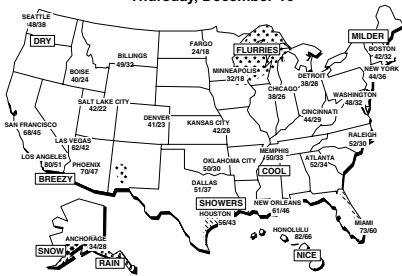 Thursday, December 10
SEATTLE
48/38
DRY
BILLINGS
49/32
FARGO
24/18
FLURRIES
MINNEAPOLIS
32/18
MILDER
BOSTON
42/32
NEW YORK
44/36
DETROIT
38/28
CHICAGO
38/26
BOISE
40/24
SALT LAKE CITY
42/22
WASHINGTON
48/32
CINCINNATI
44/29
DENVER
41/23
KANSAS CITY
42/28
SAN FRANCISCO
68/45
LAS VEGAS
62/42
RALEIGH
52/30
LOS ANGELES
80/51
PHOENIX
70/47
BREEZY
OKLAHOMA CITY
50/30
MEMPHIS
50/33
COOL
ATLANTA
52/34
DALLAS
51/37
SHOWERS
HOUSTON
56/43
NEW ORLEANS
61/46
MIAMI
73/60
ANCHORAGE
34/28
SNOW
RAIN
HONOLULU
82/66
NICE